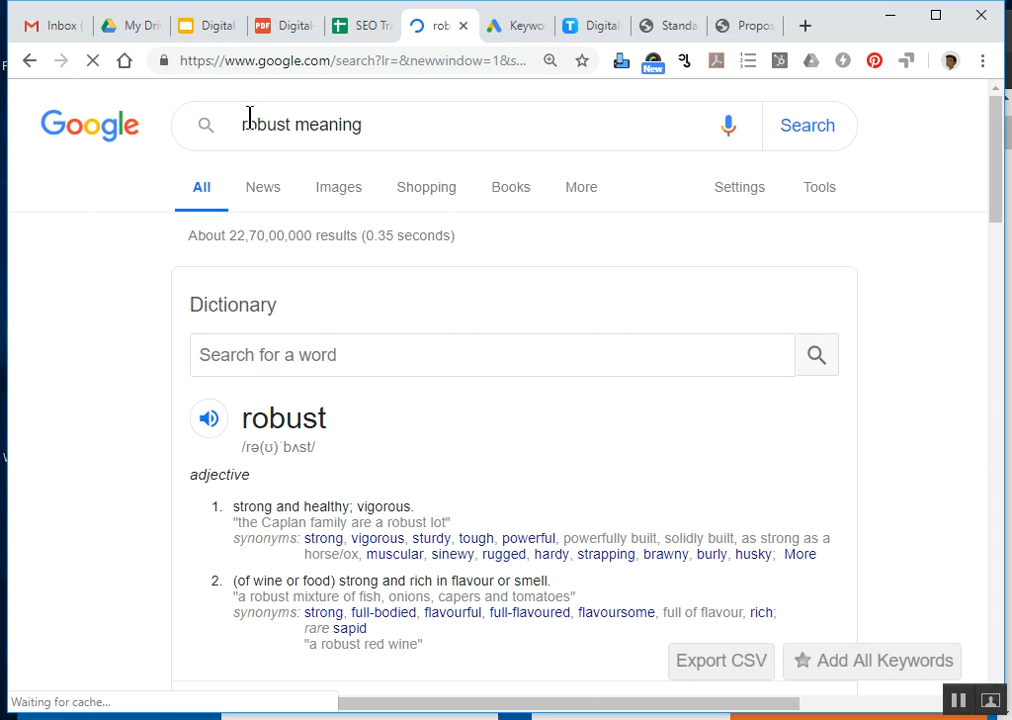 Inbox (
My Dri
Digital
PDF
Digital-
SEO Tra
rob
Keywo
T
Digital-
Standa
Propos
https://www.google.com/search?lr=&newwindow=1&s...
New
Google
robust meaning
Search
All
News
Images
Shopping
Books
More
Settings
Tools
About 22,70,00,000 results (0.35 seconds)
Dictionary
Search for a word
robust
/rə(ʊ)ˈbʌst/
adjective
1. strong and healthy; vigorous.
"the Caplan family are a robust lot"
synonyms: strong, vigorous, sturdy, tough, powerful, powerfully built, solidly built, as strong as a
horse/ox, muscular, sinewy, rugged, hardy, strapping, brawny, burly, husky; More
2. (of wine or food) strong and rich in flavour or smell.
"a robust mixture of fish, onions, capers and tomatoes"
synonyms: strong, full-bodied, flavourful, full-flavoured, flavoursome, full of flavour, rich;
rare sapid
"a robust red wine"
Export CSV
Add All Keywords
Waiting for cache...